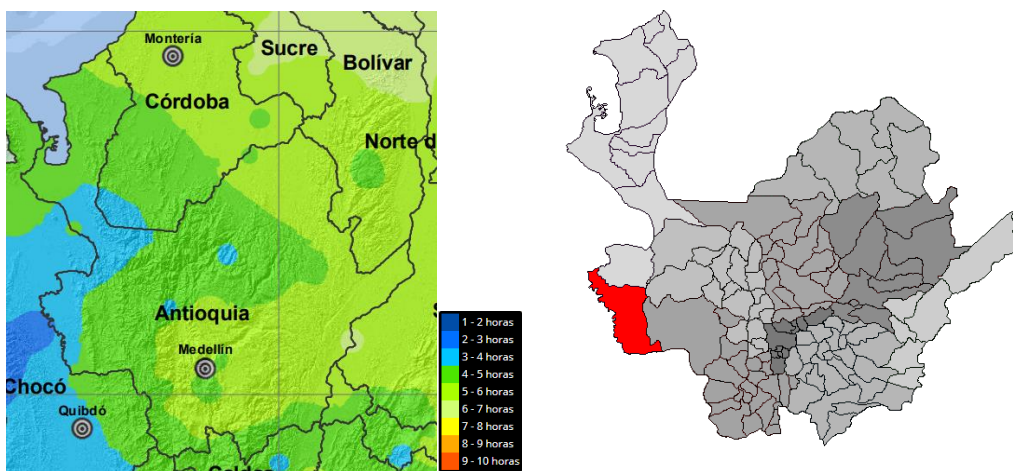 Montería
Sucre
Bolívar
Córdoba
Norte d
Antioquia
Medellín
Chocó
Quibdó
1 - 2 horas
2 - 3 horas
3 - 4 horas
4 - 5 horas
5 - 6 horas
6 - 7 horas
7 - 8 horas
8 - 9 horas
9 - 10 horas